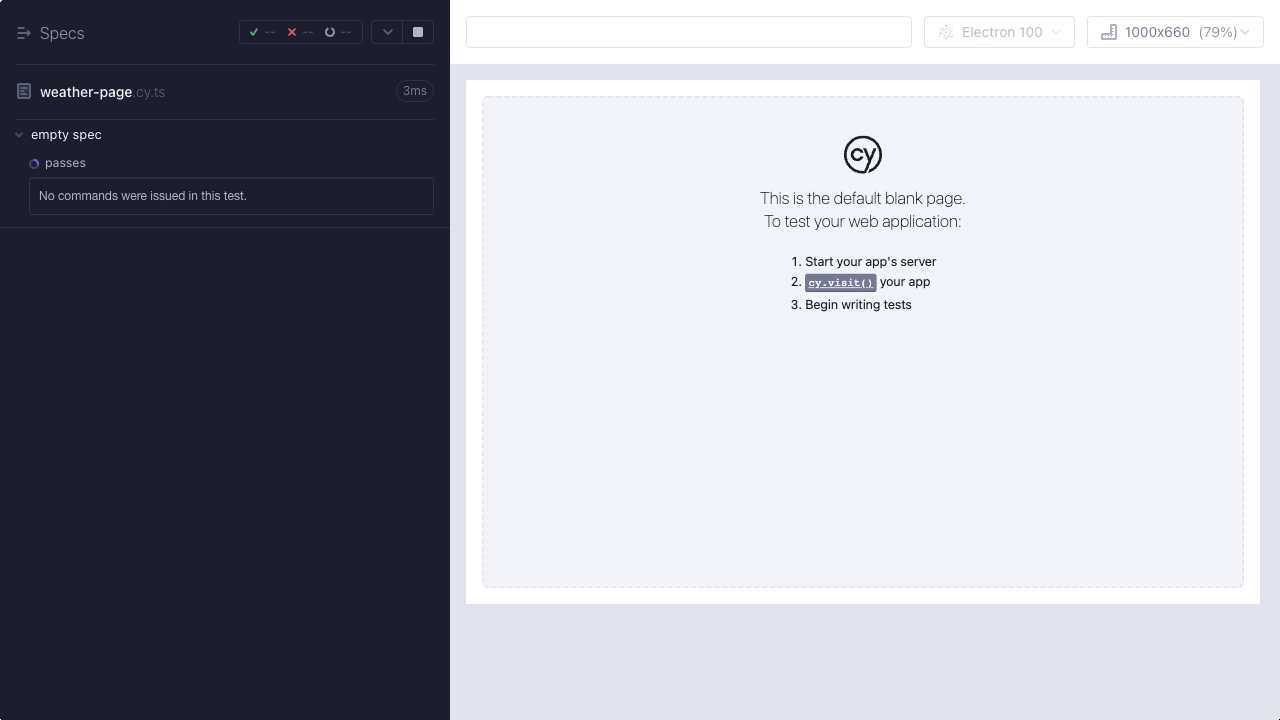 Specs
-- -- --
weather-page.cy.ts 3ms
empty spec
passes
No commands were issued in this test.
Electron 100
1000x660 (79%)
cy
This is the default blank page.
To test your web application:
1. Start your app's server
2. cy.visit() your app
3. Begin writing tests